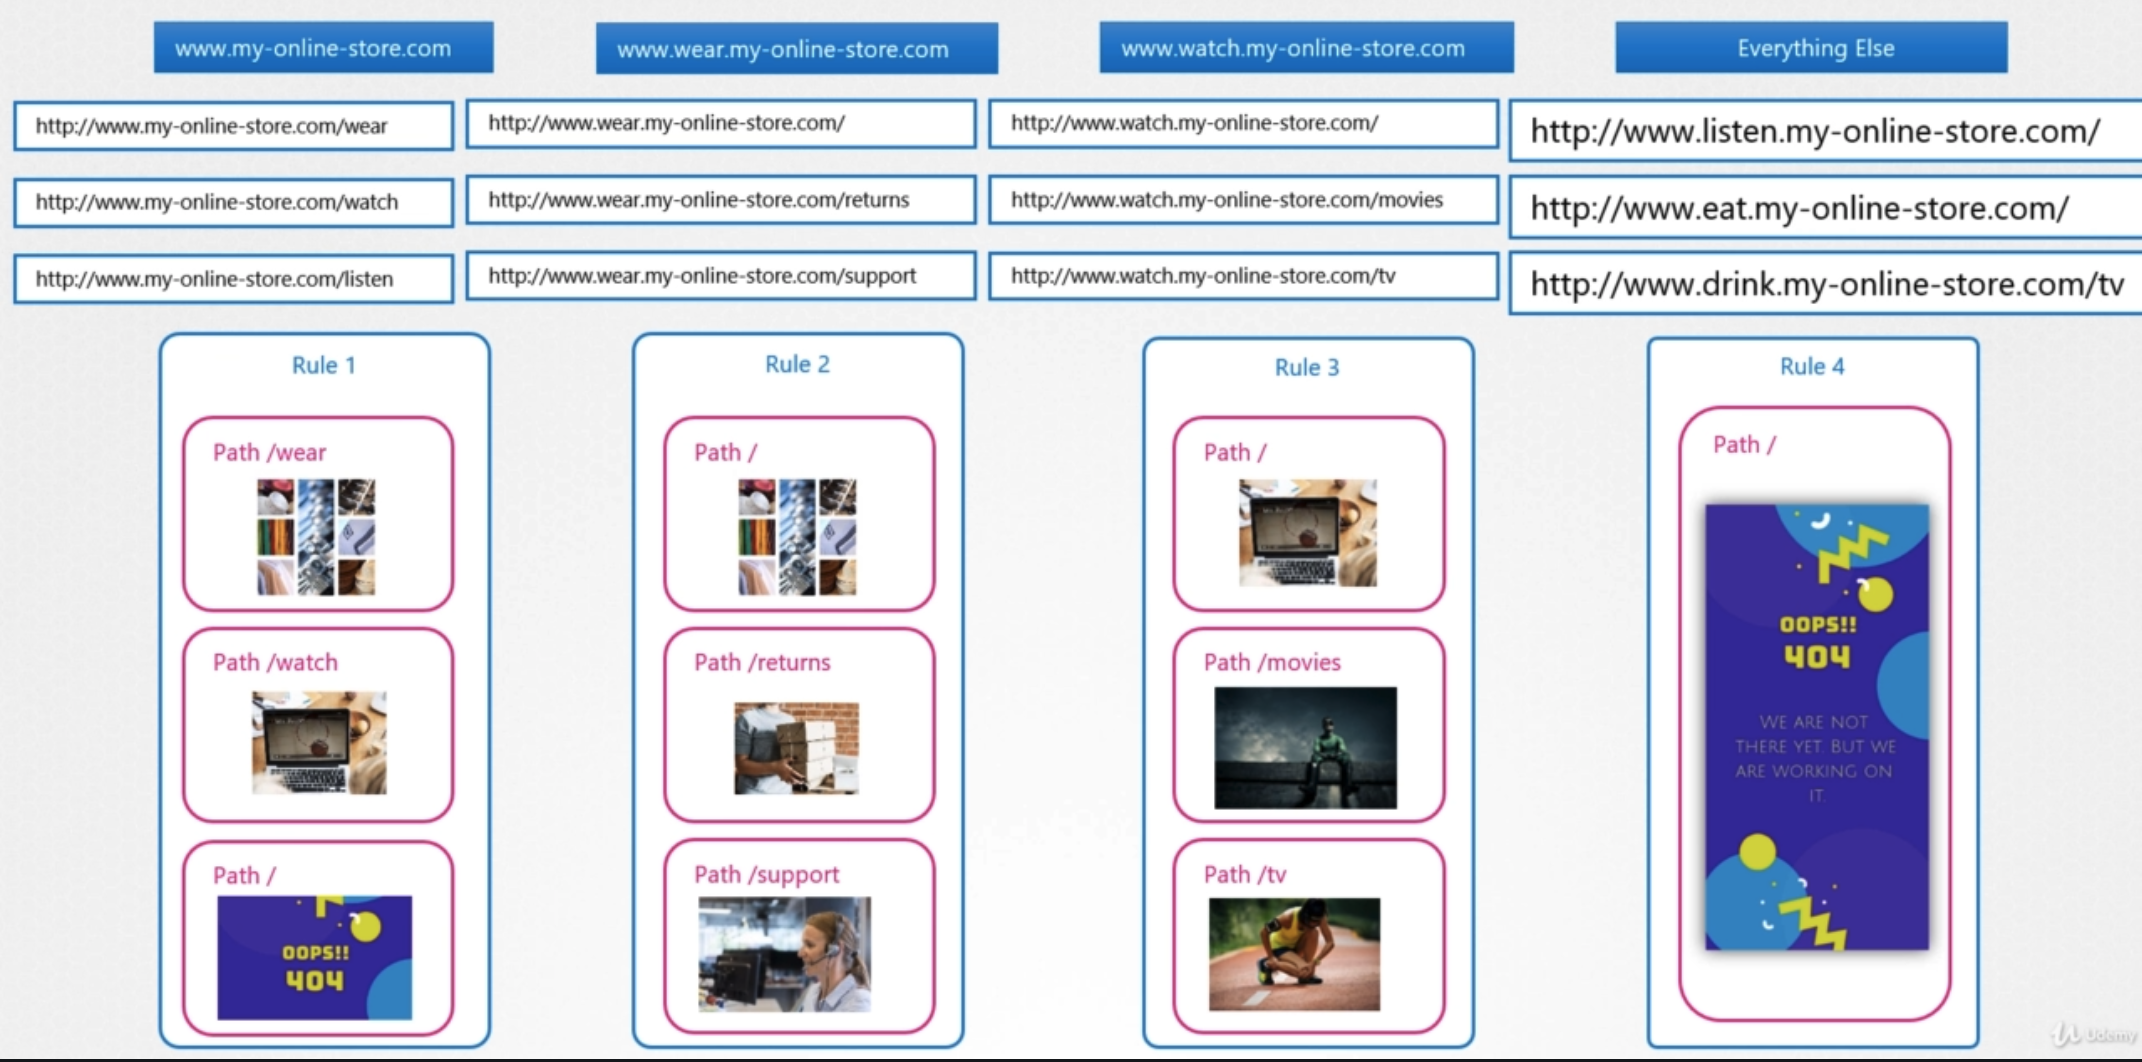 www.my-online-store.com
www.wear.my-online-store.com
www.watch.my-online-store.com
Everything Else
http://www.my-online-store.com/wear
http://www.wear.my-online-store.com/
http://www.watch.my-online-store.com/
http://www.listen.my-online-store.com/
http://www.my-online-store.com/watch
http://www.wear.my-online-store.com/returns
http://www.watch.my-online-store.com/movies
http://www.eat.my-online-store.com/
http://www.my-online-store.com/listen
http://www.wear.my-online-store.com/support
http://www.watch.my-online-store.com/tv
http://www.drink.my-online-store.com/tv
Rule 1
Path /wear
Path /watch
Path /
OOPS!!
404
Rule 2
Path /
Path /returns
Path /support
Rule 3
Path /
Path /movies
Path /tv
Rule 4
Path /
OOPS!!
404
WE ARE NOT
THERE YET. BUT WE
ARE WORKING ON
IT.
Udemy